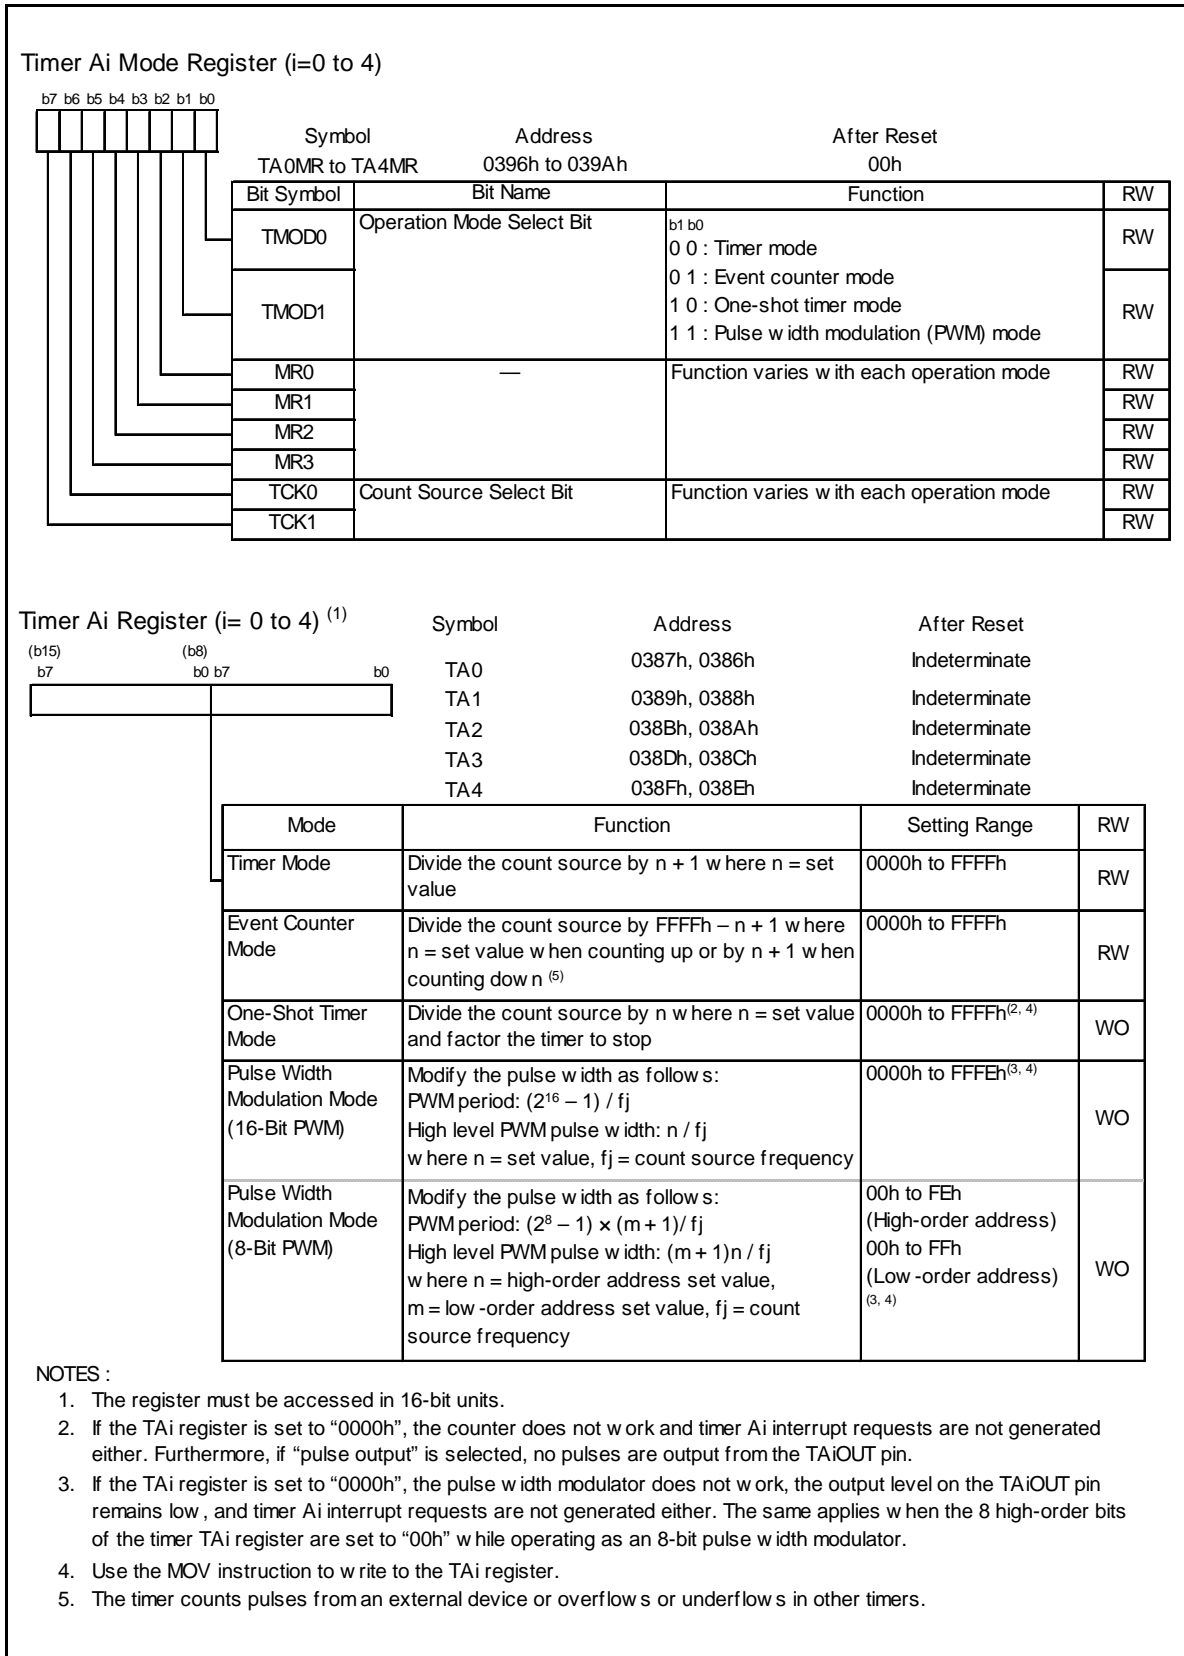 Timer Ai Mode Register (i=0 to 4)
b7 b6 b5 b4 b3 b2 b1 b0
Symbol Address After Reset
TA0MR to TA4MR 0396h to 039Ah 00h
Bit Symbol Bit Name Function RW
TMOD0 Operation Mode Select Bit b1 b0 RW
0 0 : Timer mode
0 1 : Event counter mode
TMOD1 1 0 : One-shot timer mode RW
1 1 : Pulse width modulation (PWM) mode
MR0 — Function varies with each operation mode RW
MR1 RW
MR2 RW
MR3 RW
TCK0 Count Source Select Bit Function varies with each operation mode RW
TCK1 RW
Timer Ai Register (i= 0 to 4) (1)
Symbol Address After Reset
(b15) (b8)
b7 b0 b7 b0
TA0 0387h, 0386h Indeterminate
TA1 0389h, 0388h Indeterminate
TA2 038Bh, 038Ah Indeterminate
TA3 038Dh, 038Ch Indeterminate
TA4 038Fh, 038Eh Indeterminate
Mode Function Setting Range RW
Timer Mode Divide the count source by n + 1 where n = set 0000h to FFFFh RW
value
Event Counter Divide the count source by FFFFh – n + 1 where 0000h to FFFFh
Mode n = set value when counting up or by n + 1 when RW
counting down (5)
One-Shot Timer Divide the count source by n where n = set value 0000h to FFFFh(2, 4) WO
Mode and factor the timer to stop
Pulse Width Modify the pulse width as follows: 0000h to FFFEh(3, 4)
Modulation Mode PWM period: (2¹⁶ – 1) / fj WO
(16-Bit PWM) High level PWM pulse width: n / fj
where n = set value, fj = count source frequency
Pulse Width Modify the pulse width as follows: 00h to FEh
Modulation Mode PWM period: (2⁸ – 1) × (m + 1)/ fj (High-order address)
(8-Bit PWM) High level PWM pulse width: (m + 1)n / fj 00h to FFh
where n = high-order address set value, (Low-order address) WO
m = low-order address set value, fj = count (3, 4)
source frequency
NOTES :
1. The register must be accessed in 16-bit units.
2. If the TAi register is set to “0000h”, the counter does not work and timer Ai interrupt requests are not generated
either. Furthermore, if “pulse output” is selected, no pulses are output from the TAiOUT pin.
3. If the TAi register is set to “0000h”, the pulse width modulator does not work, the output level on the TAiOUT pin
remains low, and timer Ai interrupt requests are not generated either. The same applies when the 8 high-order bits
of the timer TAi register are set to “00h” while operating as an 8-bit pulse width modulator.
4. Use the MOV instruction to write to the TAi register.
5. The timer counts pulses from an external device or overflows or underflows in other timers.